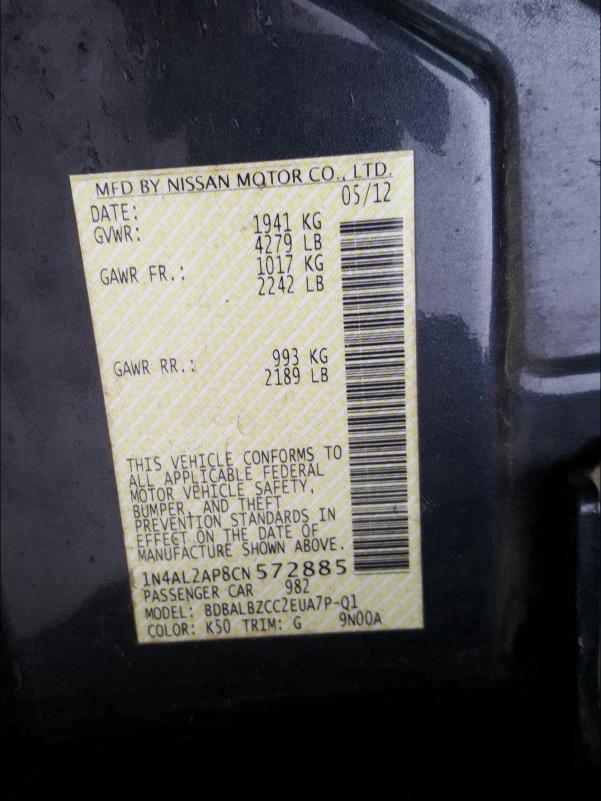 MFD BY NISSAN MOTOR CO., LTD.
DATE: 05/12
GVWR: 1941 KG
4279 LB
GAWR FR.: 1017 KG
2242 LB
GAWR RR.: 993 KG
2189 LB
THIS VEHICLE CONFORMS TO
ALL APPLICABLE FEDERAL
MOTOR VEHICLE SAFETY,
BUMPER, AND THEFT
PREVENTION STANDARDS IN
EFFECT ON THE DATE OF
MANUFACTURE SHOWN ABOVE.
1N4AL2AP8CN 572885
PASSENGER CAR 982
MODEL: BDBALBZCC2EUA7P-Q1
COLOR: K50 TRIM: G 9N00A